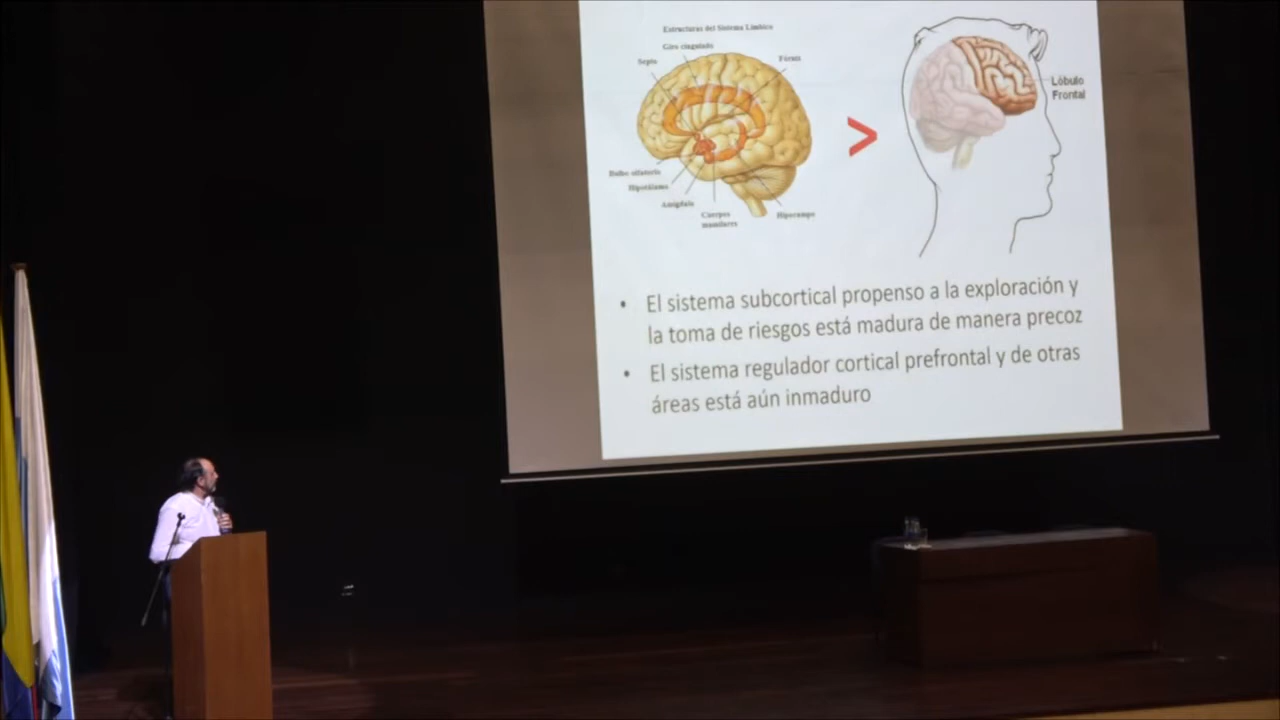 Estructuras del Sistema Límbico
Giro cingulado
Septo
Fórnix
Bulbo olfatorio
Hipotálamo
Amígdala
Cuerpos
mamilares
Hipocampo
>
Lóbulo
Frontal
• El sistema subcortical propenso a la exploración y
la toma de riesgos está madura de manera precoz
• El sistema regulador cortical prefrontal y de otras
áreas está aún inmaduro